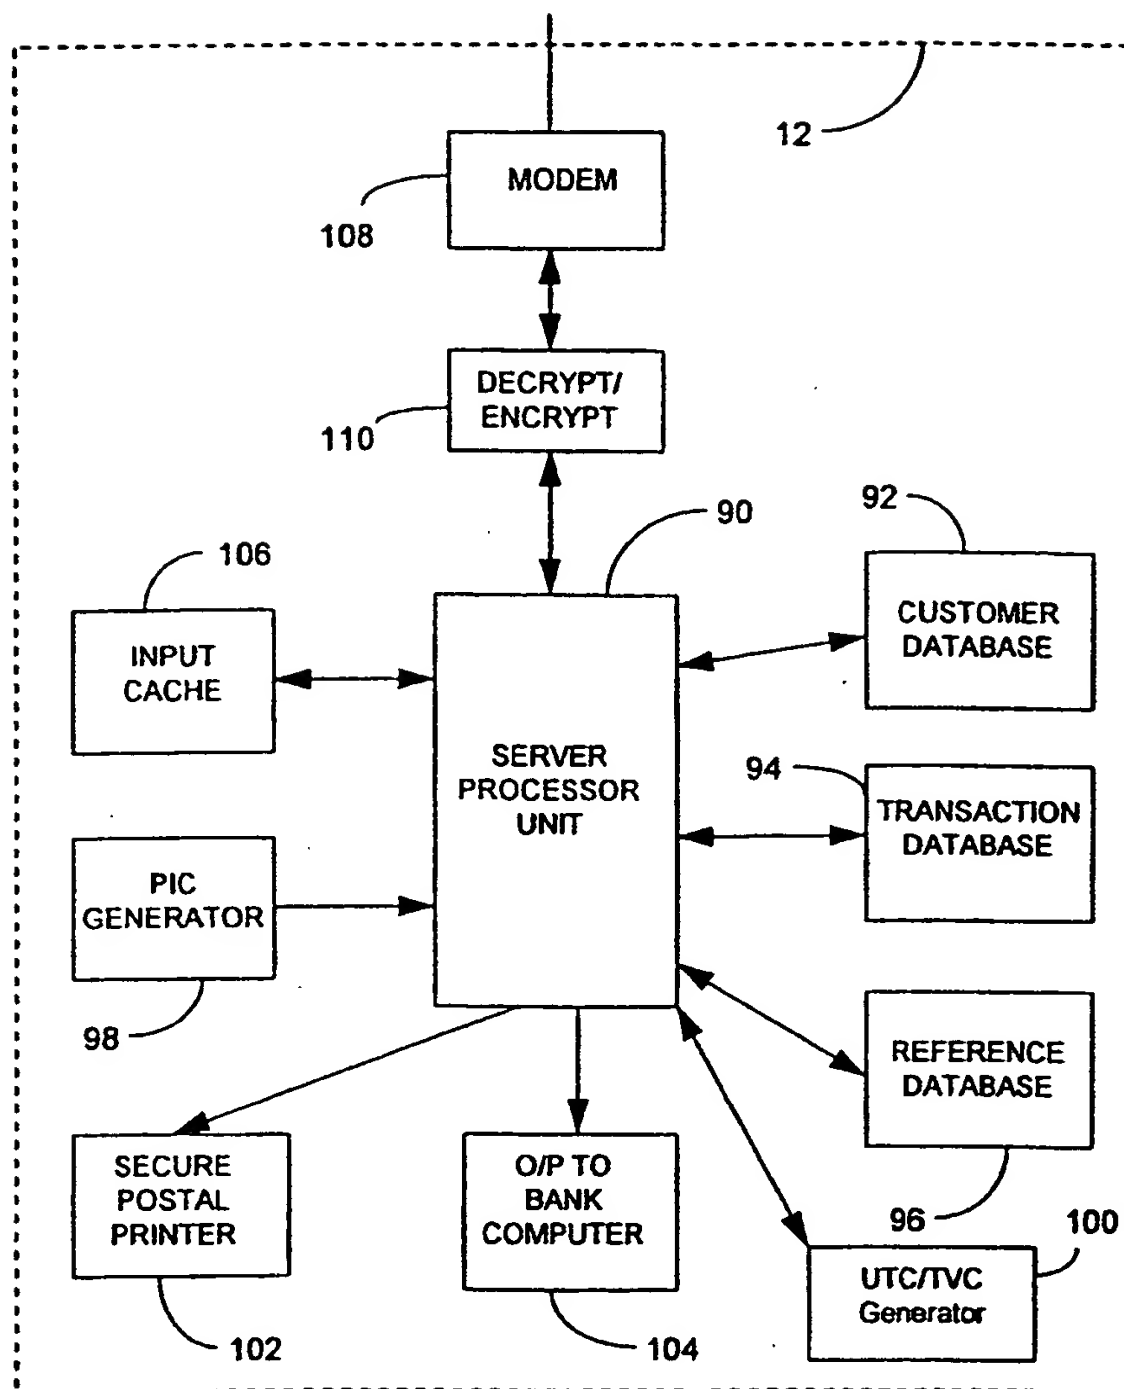 12
MODEM
108
DECRYPT/
ENCRYPT
110
90
92
106
CUSTOMER
DATABASE
INPUT
CACHE
SERVER
PROCESSOR
UNIT
94
TRANSACTION
DATABASE
PIC
GENERATOR
98
REFERENCE
DATABASE
SECURE
POSTAL
PRINTER
O/P TO
BANK
COMPUTER
96
100
UTC/TVC
Generator
102
104